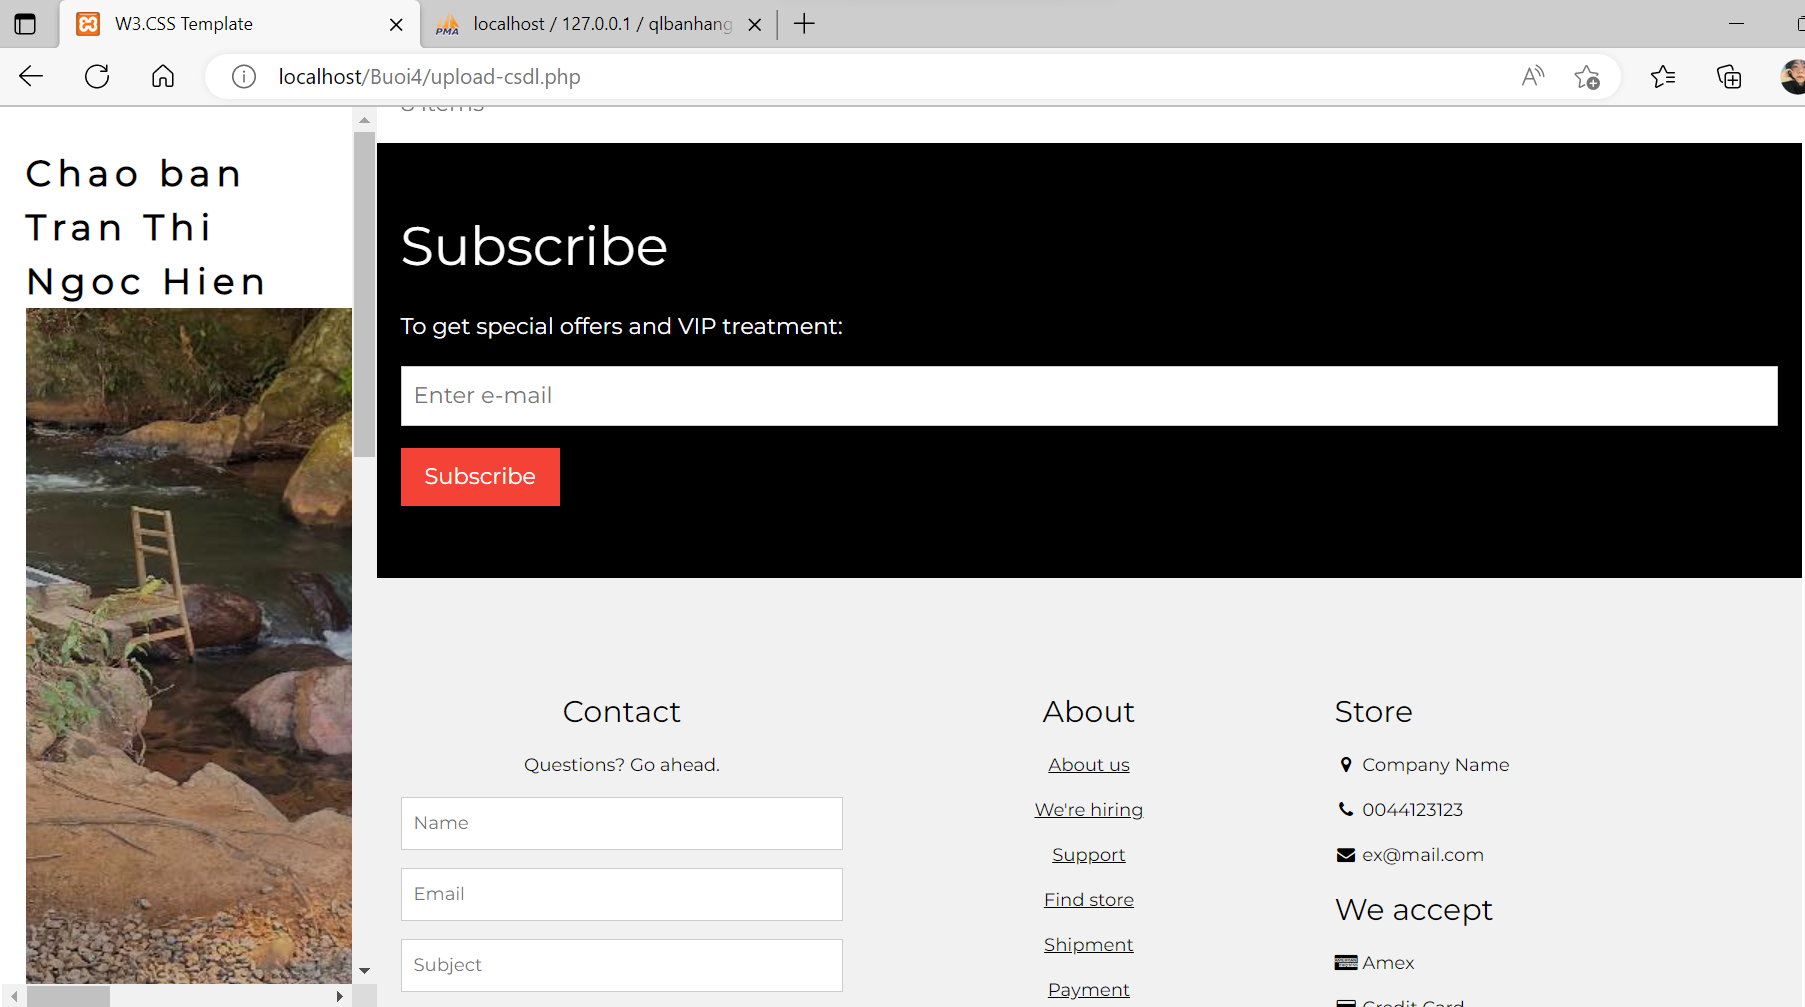 W3.CSS Template
PMA
localhost / 127.0.0.1 / qlbanhang
localhost/Buoi4/upload-csdl.php
Chao ban
Tran Thi
Ngoc Hien
Subscribe
To get special offers and VIP treatment:
Enter e-mail
Subscribe
Contact
Questions? Go ahead.
Name
Email
Subject
About
About us
We're hiring
Support
Find store
Shipment
Payment
Store
Company Name
0044123123
ex@mail.com
We accept
Amex
Credit Card